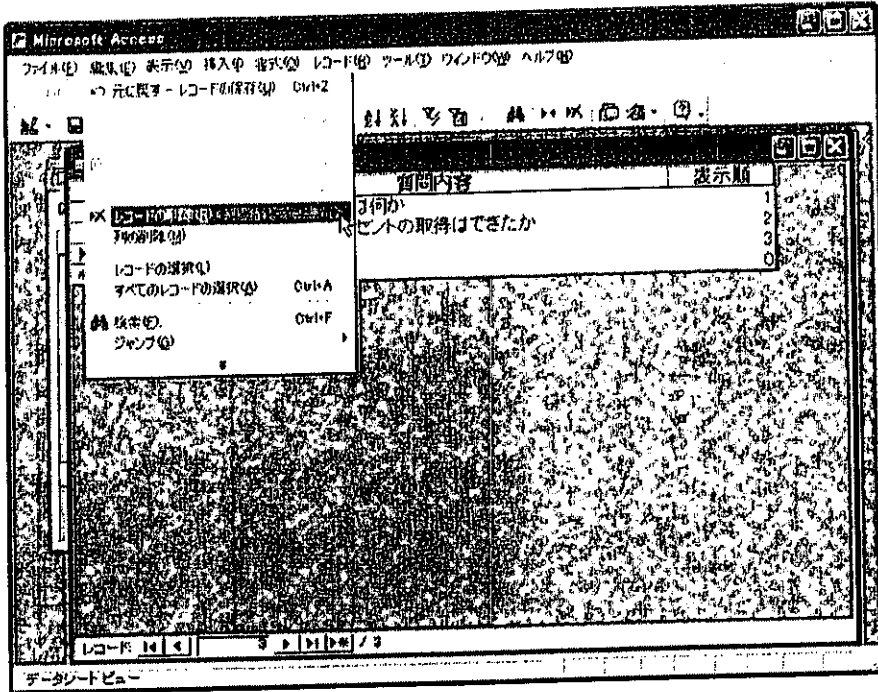 Microsoft Access
ファイル(F) 編集(E) 表示(V) 挿入(I) 書式(O) レコード(R) ツール(T) ウィンドウ(W) ヘルプ(H)
元に戻す - レコードの保存(U) Ctrl+Z
質問内容 表示順
は何か 1
レコードの削除(R)
セントの取得はできたか 2
列の削除(M)
3
0
レコードの選択(L)
すべてのレコードの選択(A) Ctrl+A
検索(F)... Ctrl+F
ジャンプ(G)
レコード: 3 / 3
データシート ビュー